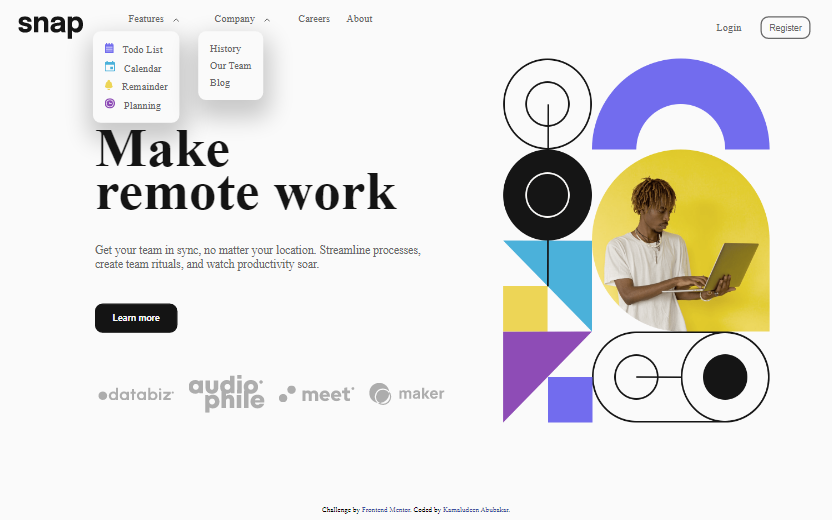 snap
Features
Company
Careers
About
Login
Register
Todo List
Calendar
Remainder
Planning
History
Our Team
Blog
Make
remote work
Get your team in sync, no matter your location. Streamline processes,
create team rituals, and watch productivity soar.
Learn more
databiz
audiophile
meet
maker
Challenge by Frontend Mentor. Coded by Kamaludeen Abubakar.